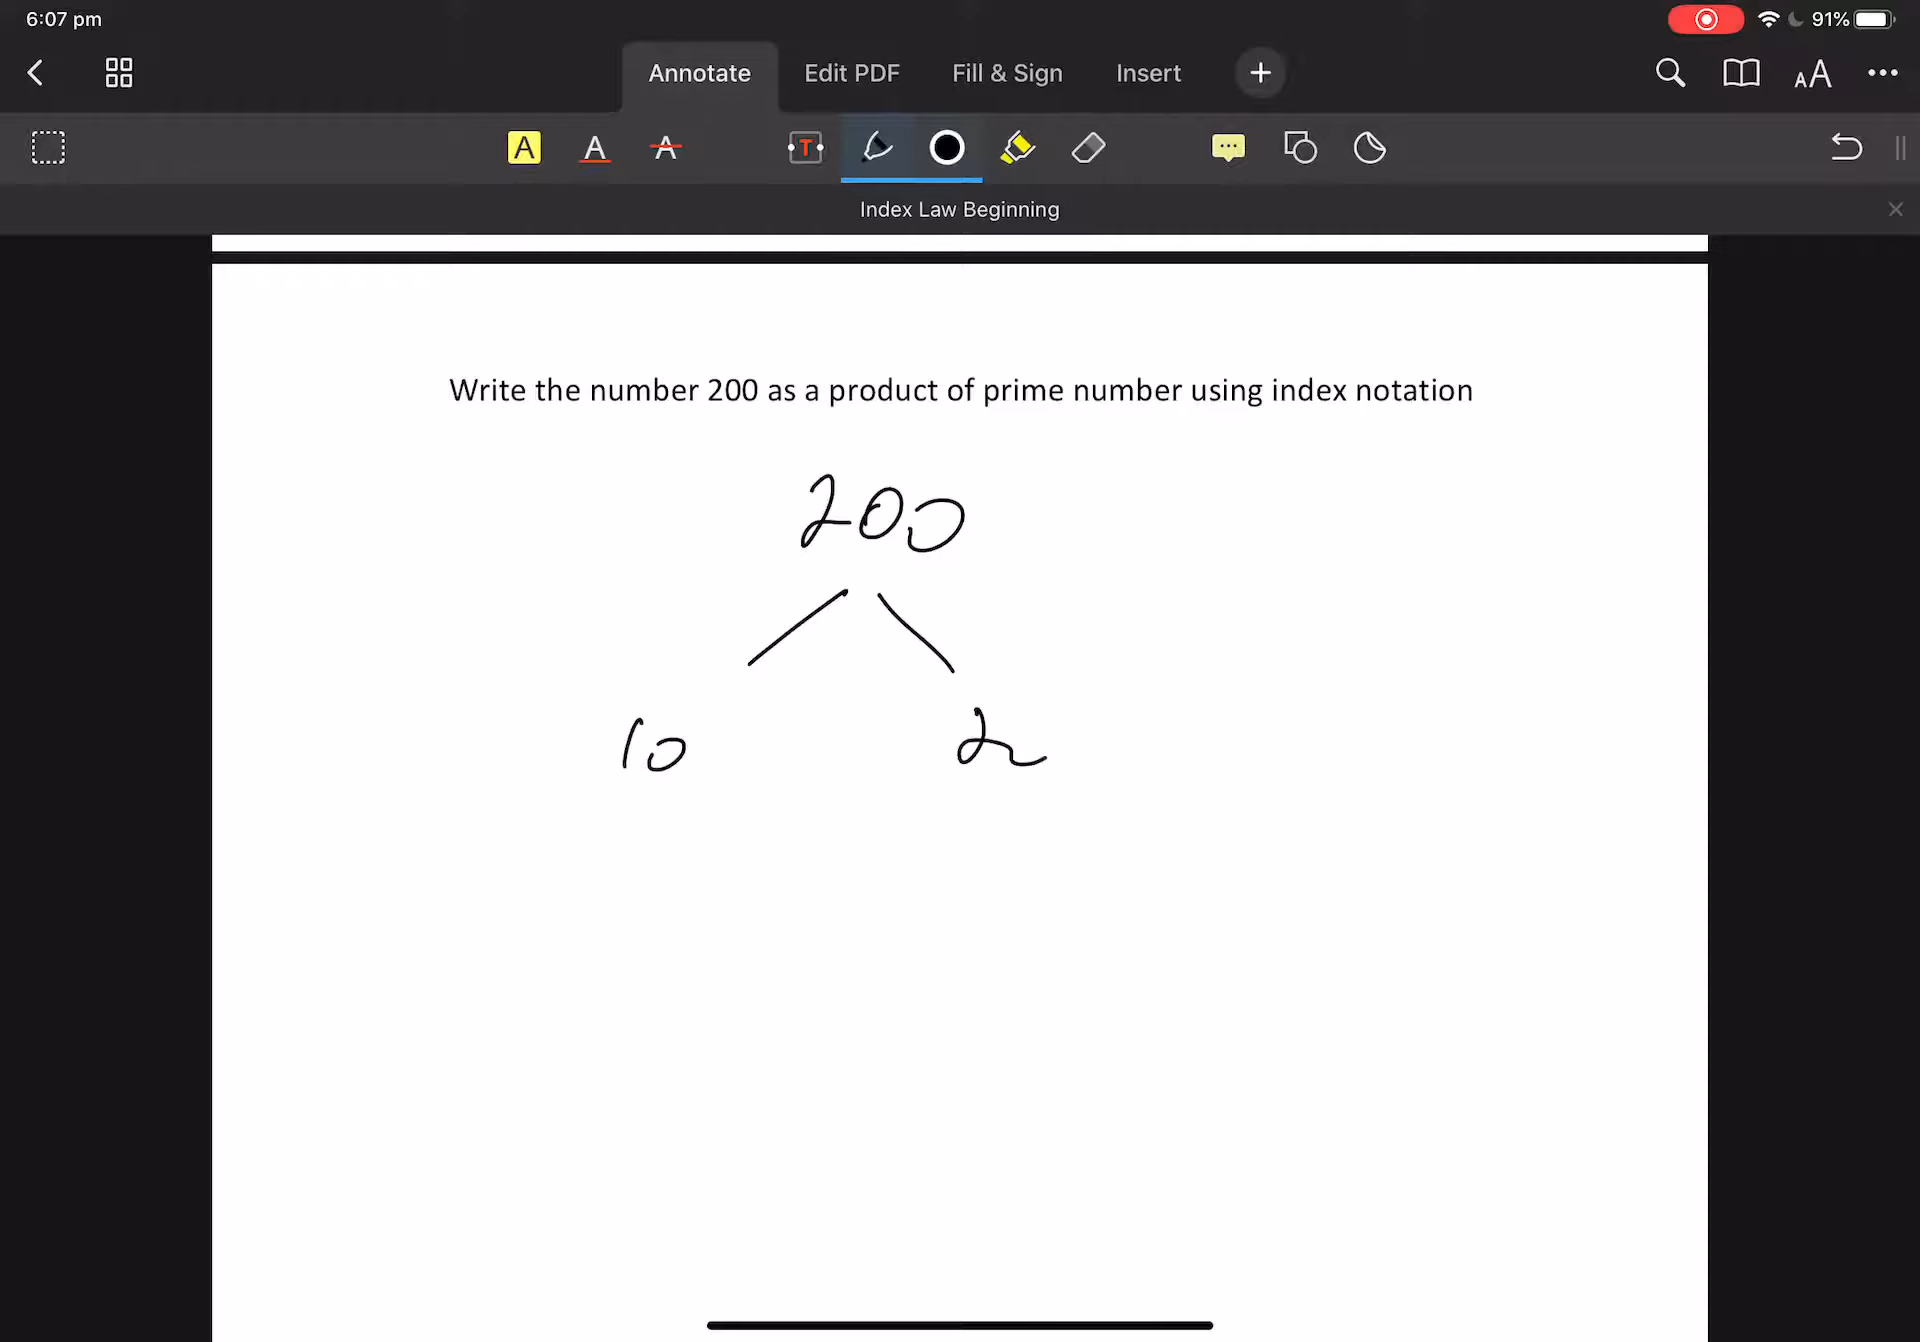 6:07 pm
91%
Annotate Edit PDF Fill & Sign Insert
AA
A A A T
Index Law Beginning
Write the number 200 as a product of prime number using index notation
200
10 2